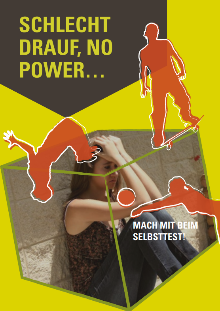 SCHLECHT
DRAUF, NO
POWER...
MACH MIT BEIM
SELBSTTEST!